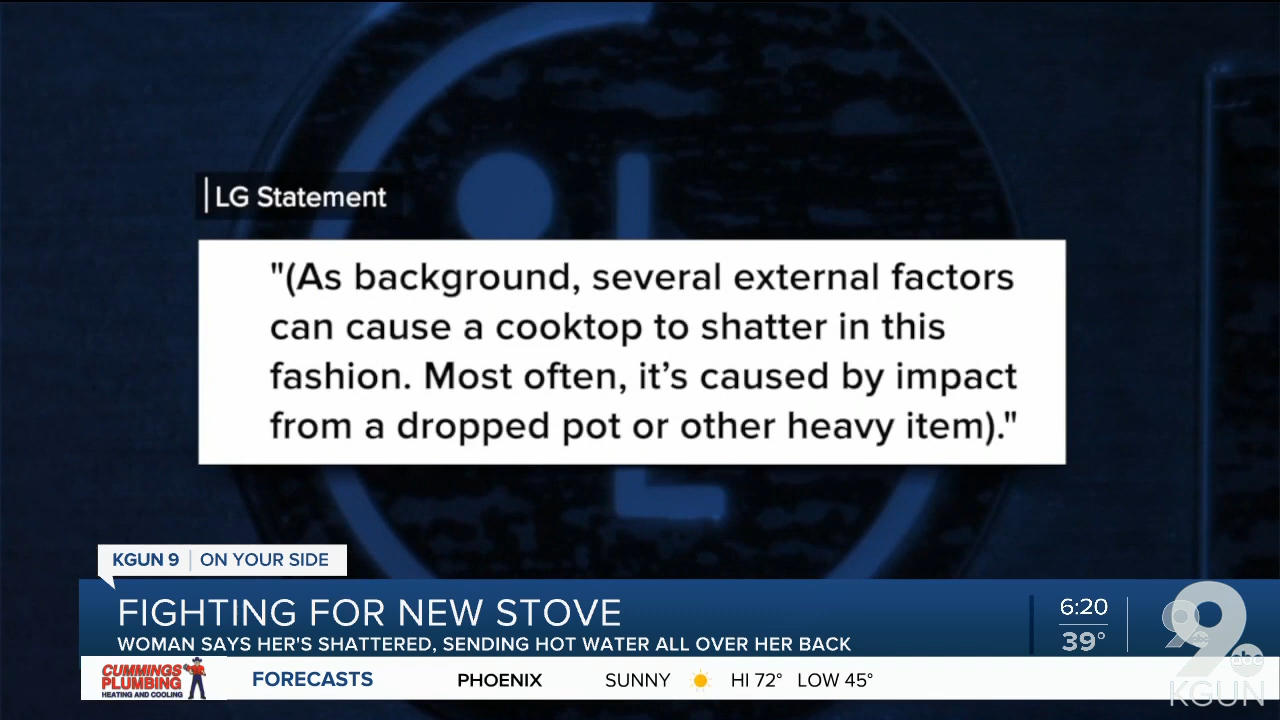 LG Statement
"(As background, several external factors
can cause a cooktop to shatter in this
fashion. Most often, it's caused by impact
from a dropped pot or other heavy item)."
KGUN 9 | ON YOUR SIDE
FIGHTING FOR NEW STOVE
WOMAN SAYS HER'S SHATTERED, SENDING HOT WATER ALL OVER HER BACK
6:20
39°
9
abc
KGUN
CUMMINGS
PLUMBING
HEATING AND COOLING
FORECASTS PHOENIX SUNNY HI 72° LOW 45°